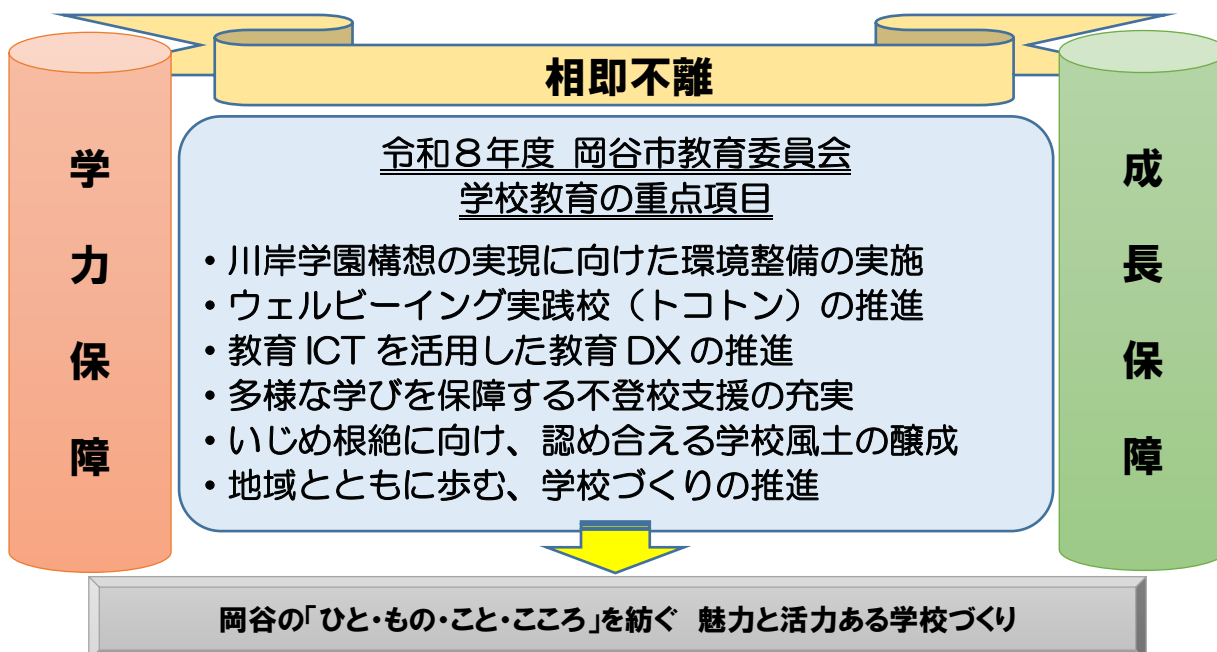 相即不離
学力保障
令和８年度 岡谷市教育委員会
学校教育の重点項目
・川岸学園構想の実現に向けた環境整備の実施
・ウェルビーイング実践校（トコトン）の推進
・教育 ICT を活用した教育 DX の推進
・多様な学びを保障する不登校支援の充実
・いじめ根絶に向け、認め合える学校風土の醸成
・地域とともに歩む、学校づくりの推進
成長保障
岡谷の「ひと・もの・こと・こころ」を紡ぐ 魅力と活力ある学校づくり